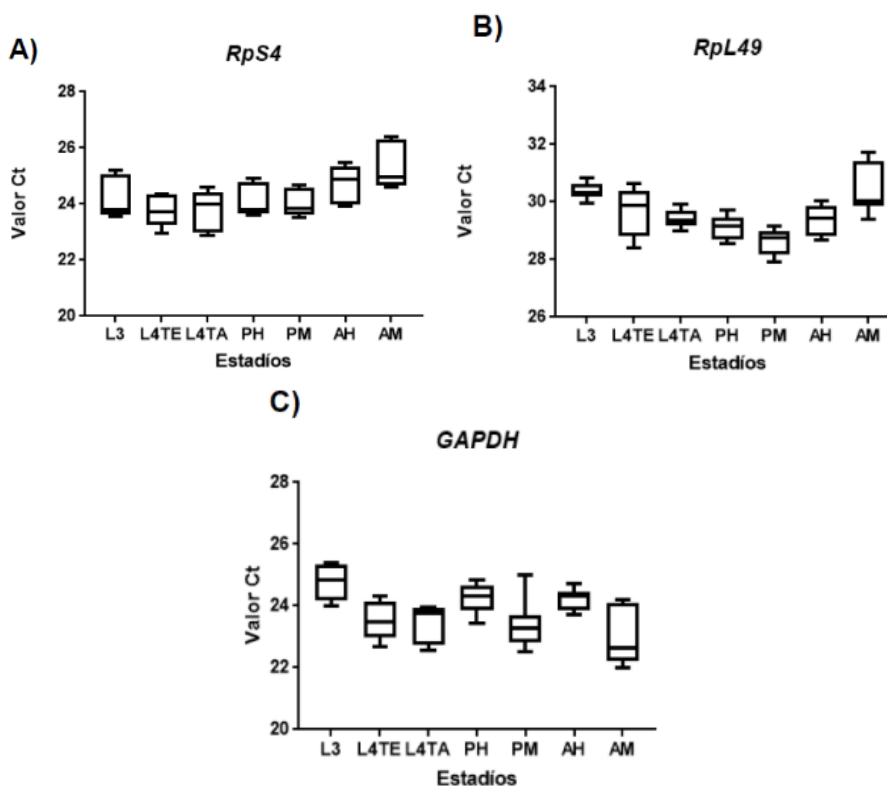 A)
RpS4
Valor Ct
28
26
24
22
20
L3 L4TE L4TA PH PM AH AM
Estadíos
B)
RpL49
Valor Ct
34
32
30
28
26
L3 L4TE L4TA PH PM AH AM
Estadíos
C)
GAPDH
Valor Ct
28
26
24
22
20
L3 L4TE L4TA PH PM AH AM
Estadíos